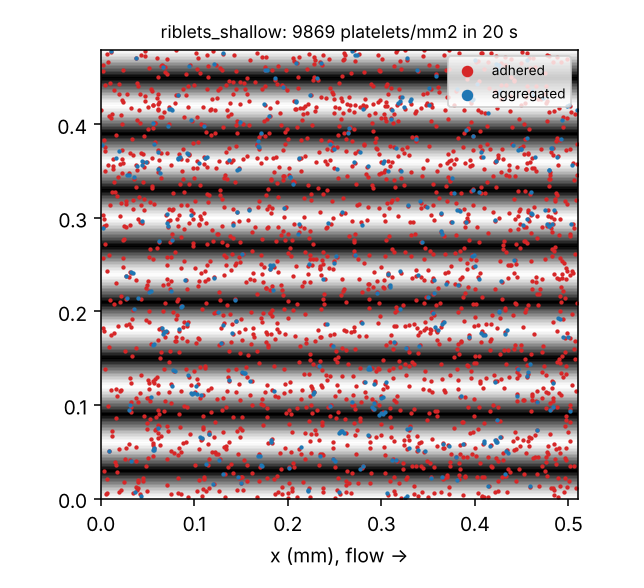 riblets_shallow: 9869 platelets/mm2 in 20 s
adhered
aggregated
0.4
0.3
0.2
0.1
0.0
0.0 0.1 0.2 0.3 0.4 0.5
x (mm), flow →